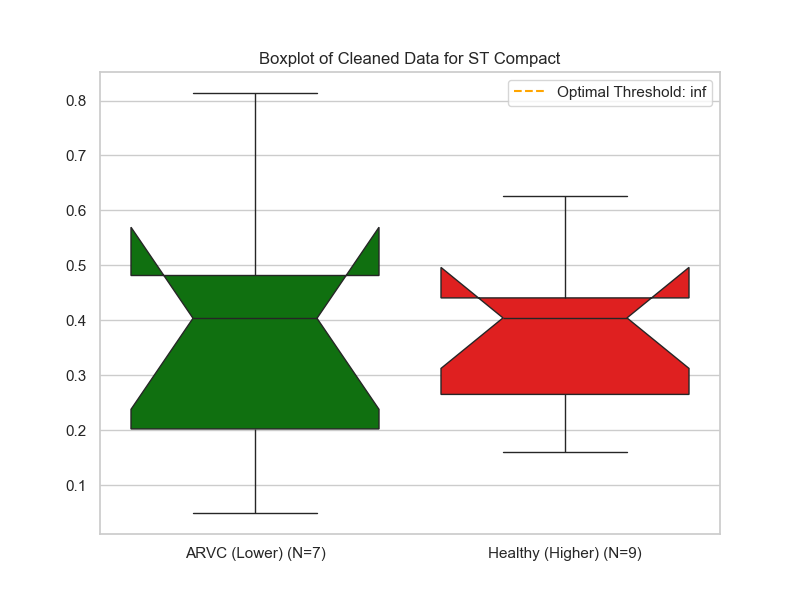 Boxplot of Cleaned Data for ST Compact
Optimal Threshold: inf
0.8
0.7
0.6
0.5
0.4
0.3
0.2
0.1
ARVC (Lower) (N=7)
Healthy (Higher) (N=9)